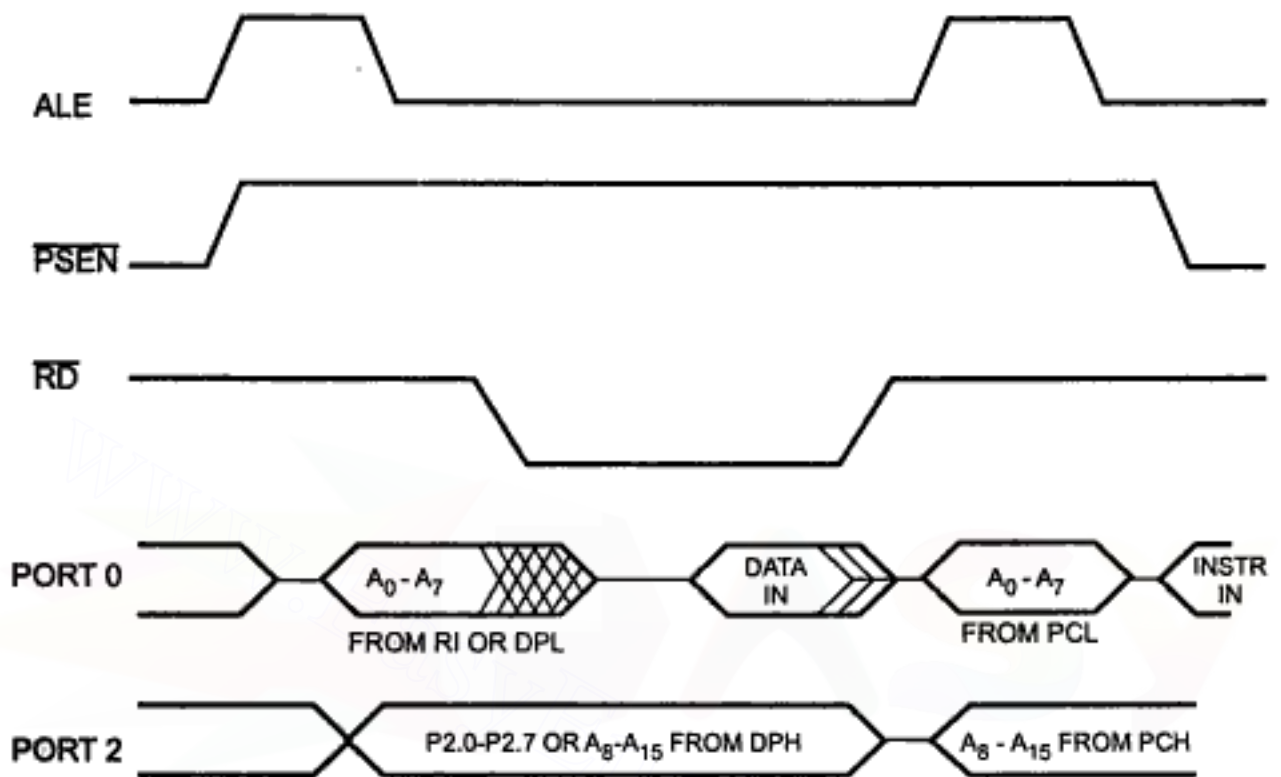 ALE
PSEN
RD
PORT 0
A0 - A7
DATA
IN
A0 - A7
INSTR
IN
FROM RI OR DPL
FROM PCL
PORT 2
P2.0-P2.7 OR A8-A15 FROM DPH
A8 - A15 FROM PCH